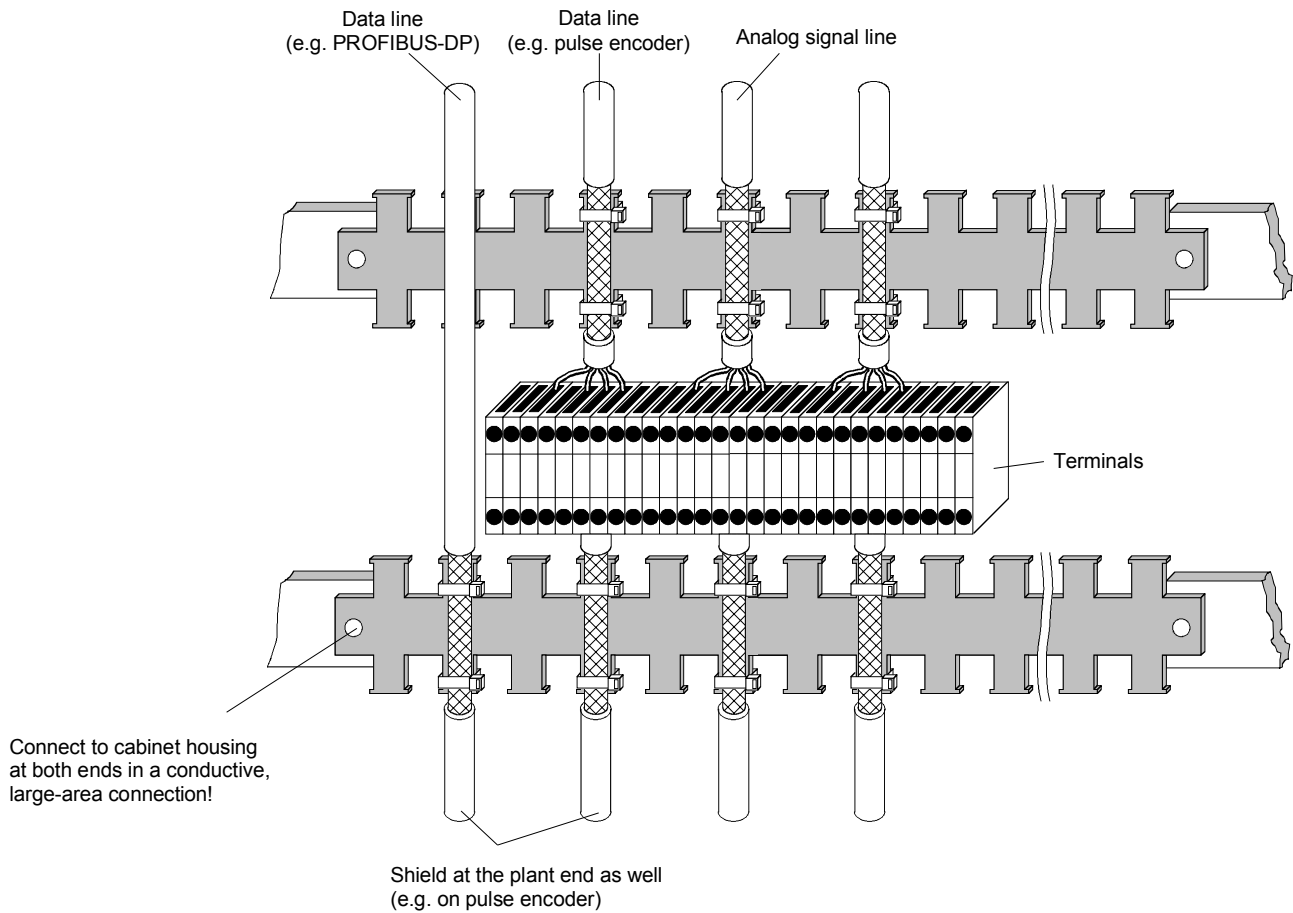 Data line
(e.g. PROFIBUS-DP)
Data line
(e.g. pulse encoder)
Analog signal line
Terminals
Connect to cabinet housing
at both ends in a conductive,
large-area connection!
Shield at the plant end as well
(e.g. on pulse encoder)